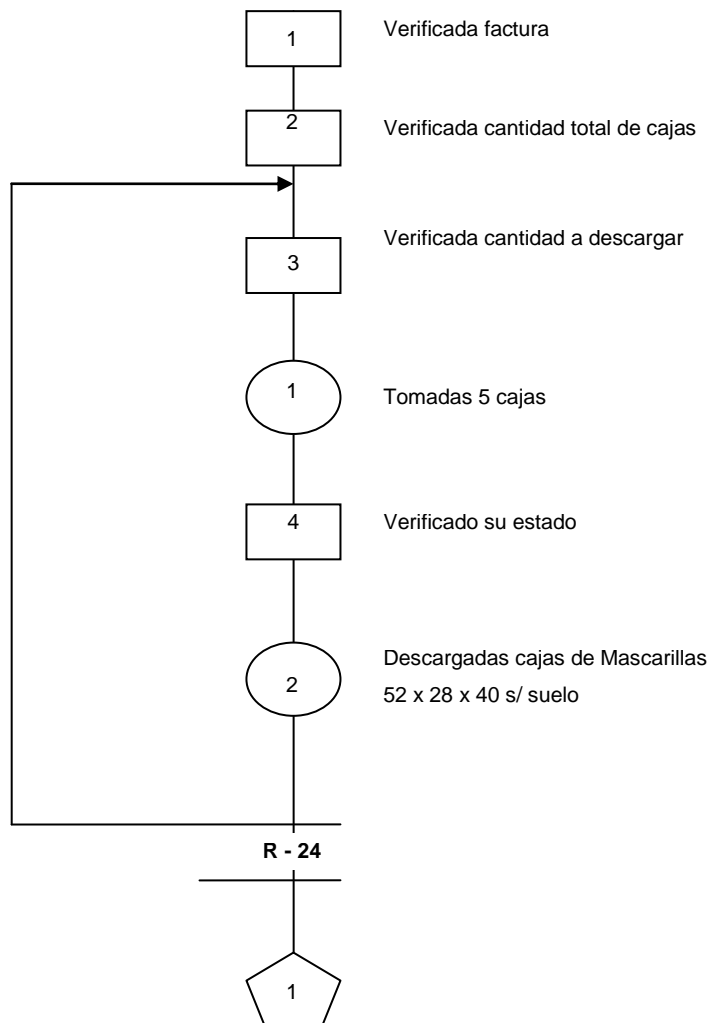 1
Verificada factura
2
Verificada cantidad total de cajas
3
Verificada cantidad a descargar
1
Tomadas 5 cajas
4
Verificado su estado
2
Descargadas cajas de Mascarillas
52 x 28 x 40 s/ suelo
R - 24
1